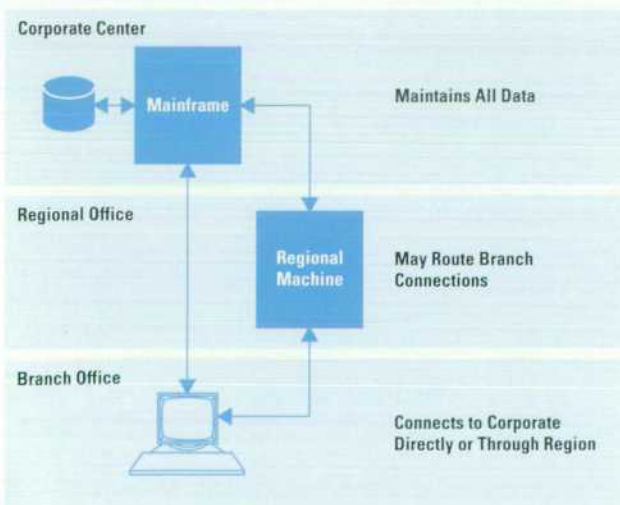 Corporate Center
Mainframe
Maintains All Data
Regional Office
Regional
Machine
May Route Branch
Connections
Branch Office
Connects to Corporate
Directly or Through Region